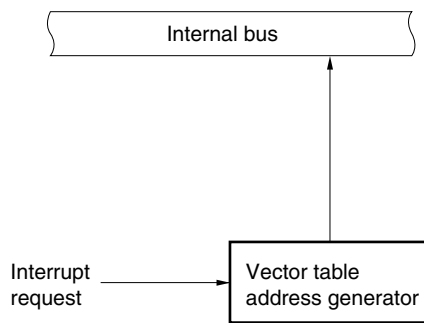 Internal bus
Interrupt
request
Vector table
address generator